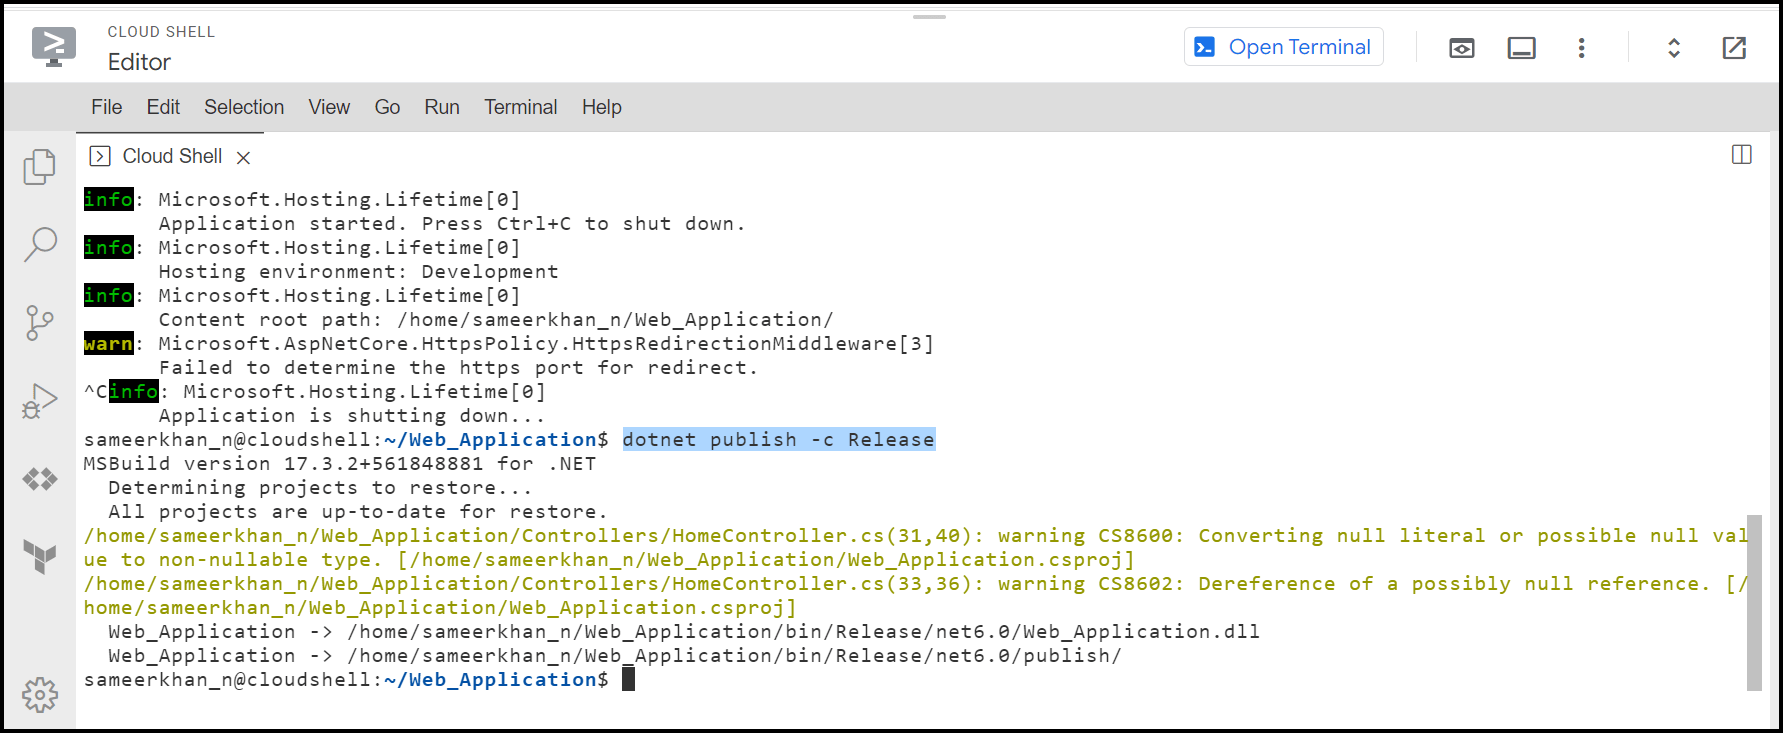 CLOUD SHELL
Editor
Open Terminal
File Edit Selection View Go Run Terminal Help
Cloud Shell
info: Microsoft.Hosting.Lifetime[0]
Application started. Press Ctrl+C to shut down.
info: Microsoft.Hosting.Lifetime[0]
Hosting environment: Development
info: Microsoft.Hosting.Lifetime[0]
Content root path: /home/sameerkhan_n/Web_Application/
warn: Microsoft.AspNetCore.HttpsPolicy.HttpsRedirectionMiddleware[3]
Failed to determine the https port for redirect.
^Cinfo: Microsoft.Hosting.Lifetime[0]
Application is shutting down...
sameerkhan_n@cloudshell:~/Web_Application$ dotnet publish -c Release
MSBuild version 17.3.2+561848881 for .NET
Determining projects to restore...
All projects are up-to-date for restore.
/home/sameerkhan_n/Web_Application/Controllers/HomeController.cs(31,40): warning CS8600: Converting null literal or possible null val
ue to non-nullable type. [/home/sameerkhan_n/Web_Application/Web_Application.csproj]
/home/sameerkhan_n/Web_Application/Controllers/HomeController.cs(33,36): warning CS8602: Dereference of a possibly null reference. [/
home/sameerkhan_n/Web_Application/Web_Application.csproj]
Web_Application -> /home/sameerkhan_n/Web_Application/bin/Release/net6.0/Web_Application.dll
Web_Application -> /home/sameerkhan_n/Web_Application/bin/Release/net6.0/publish/
sameerkhan_n@cloudshell:~/Web_Application$